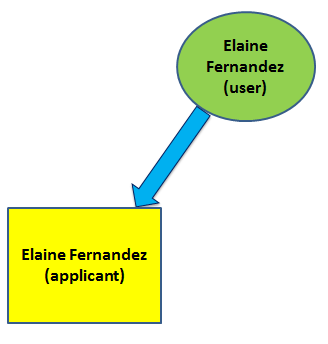 Elaine
Fernandez
(user)
Elaine Fernandez
(applicant)